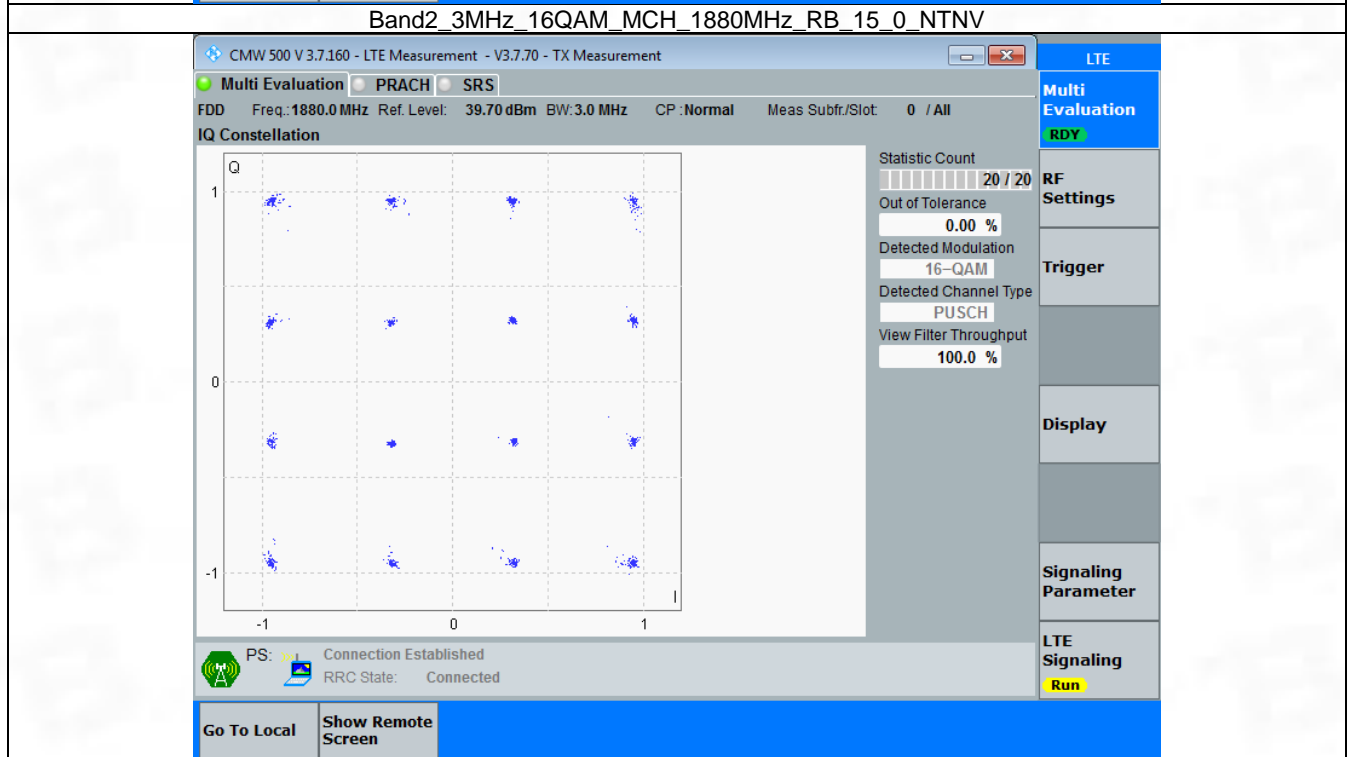 Band2_3MHz_16QAM_MCH_1880MHz_RB_15_0_NTNV
CMW 500 V 3.7.160 - LTE Measurement - V3.7.70 - TX Measurement
LTE
Multi Evaluation PRACH SRS
FDD Freq.: 1880.0 MHz Ref. Level: 39.70 dBm BW: 3.0 MHz CP : Normal Meas Subfr./Slot: 0 / All
IQ Constellation
Q
1
0
-1
I
-1 0 1
Statistic Count
20 / 20
Out of Tolerance
0.00 %
Detected Modulation
16-QAM
Detected Channel Type
PUSCH
View Filter Throughput
100.0 %
Multi
Evaluation
RDY
RF
Settings
Trigger
Display
Signaling
Parameter
LTE
Signaling
Run
PS: Connection Established
RRC State: Connected
Go To Local
Show Remote
Screen